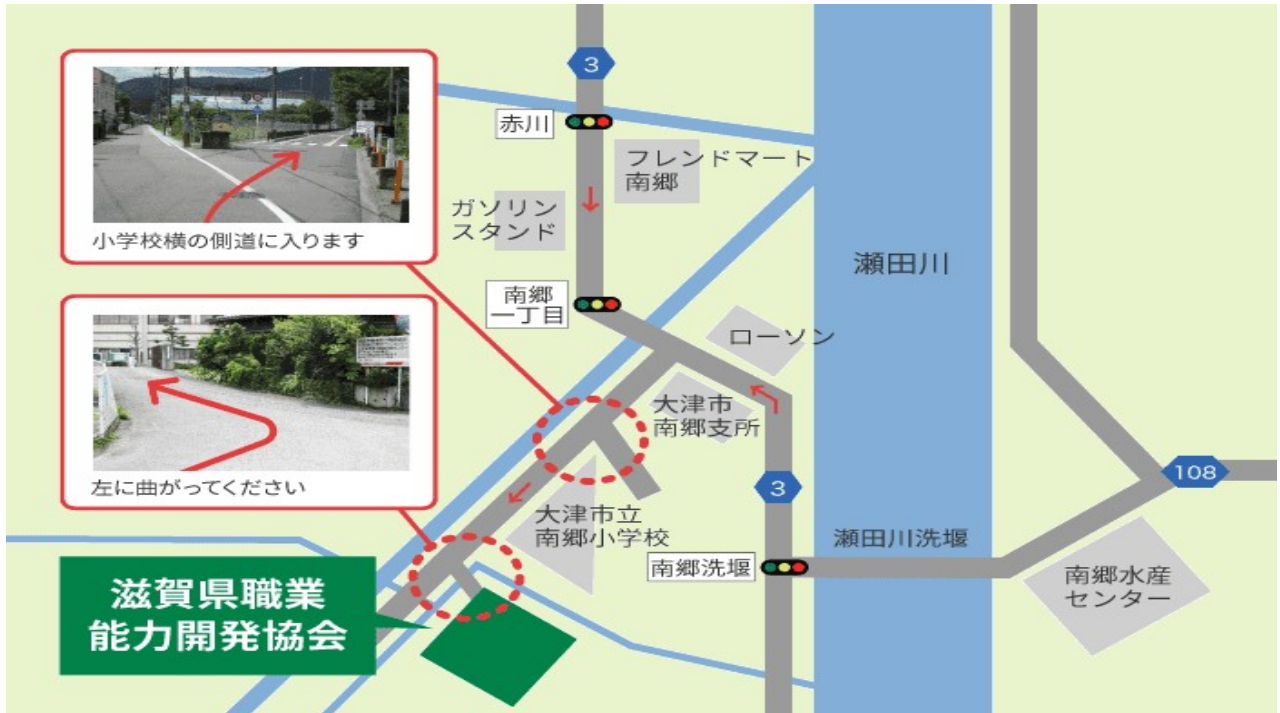 3
赤川
フレンドマート
南郷
ガソリン
スタンド
小学校横の側道に入ります
瀬田川
南郷
一丁目
ローソン
大津市
南郷支所
左に曲がってください
108
3
大津市立
南郷小学校
瀬田川洗堰
南郷洗堰
南郷水産
センター
滋賀県職業
能力開発協会